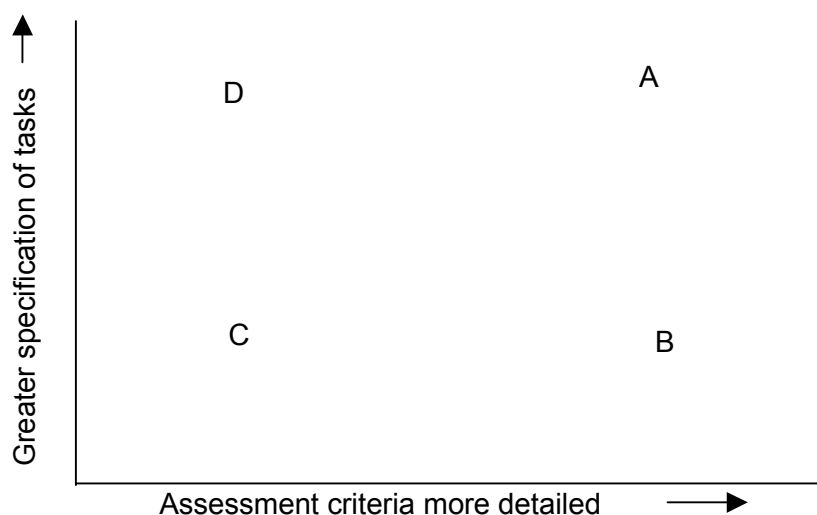 Greater specification of tasks
D
A
C
B
Assessment criteria more detailed